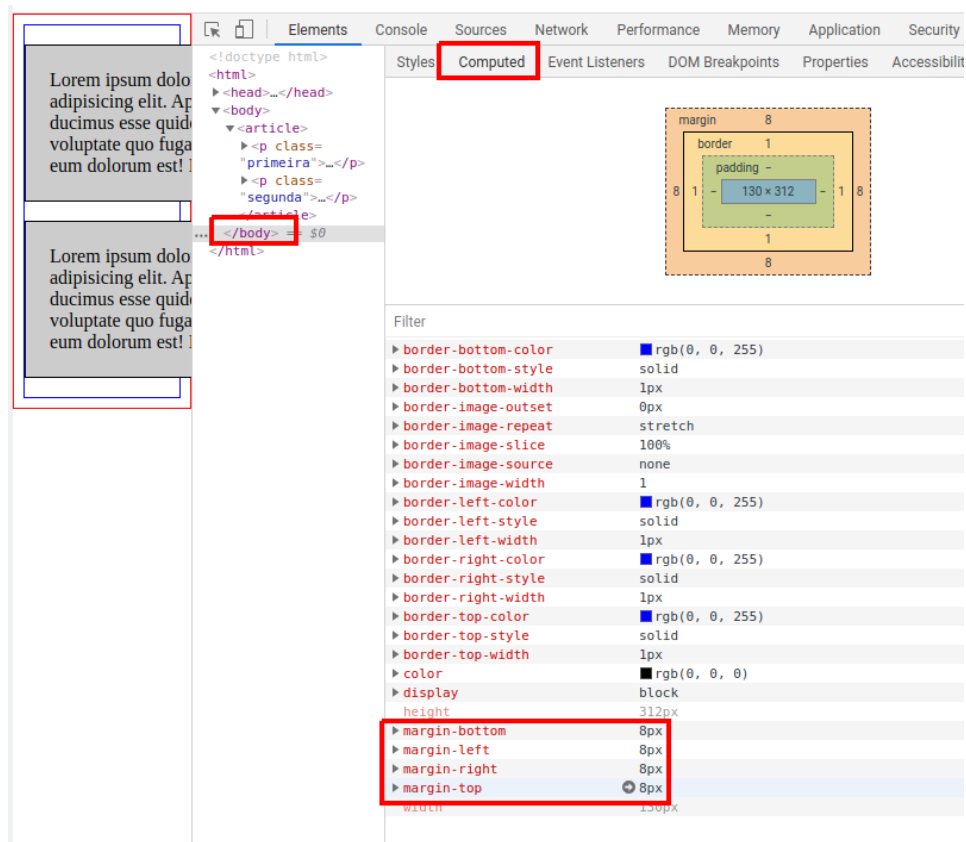 Lorem ipsum dolo
adipisicing elit. Ap
ducimus esse quid
voluptate quo fuga
eum dolorum est!
Lorem ipsum dolo
adipisicing elit. Ap
ducimus esse quid
voluptate quo fuga
eum dolorum est!
Elements Console Sources Network Performance Memory Application Security
<!doctype html>
<html>
<head>…</head>
<body>
<article>
<p class=
"primeira">…</p>
<p class=
"segunda">…</p>
</article>
… </body> == $0
</html>
Styles Computed Event Listeners DOM Breakpoints Properties Accessibilit
margin 8
border 1
padding –
8 1 – 130 × 312 – 1 8
–
1
8
Filter
border-bottom-color rgb(0, 0, 255)
border-bottom-style solid
border-bottom-width 1px
border-image-outset 0px
border-image-repeat stretch
border-image-slice 100%
border-image-source none
border-image-width 1
border-left-color rgb(0, 0, 255)
border-left-style solid
border-left-width 1px
border-right-color rgb(0, 0, 255)
border-right-style solid
border-right-width 1px
border-top-color rgb(0, 0, 255)
border-top-style solid
border-top-width 1px
color rgb(0, 0, 0)
display block
height 312px
margin-bottom 8px
margin-left 8px
margin-right 8px
margin-top 8px
width 130px